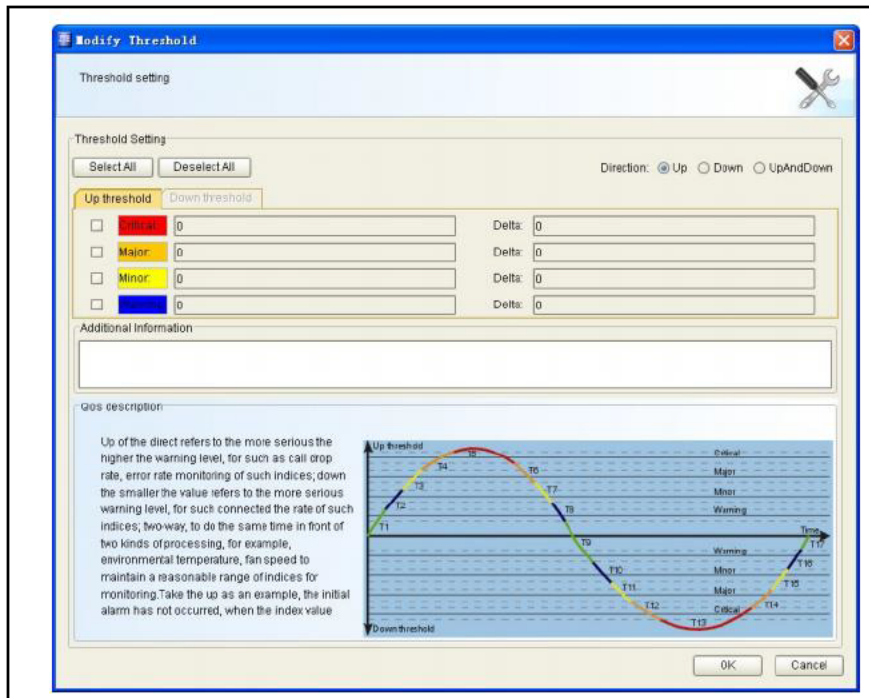 Modify Threshold
Threshold setting
Threshold Setting
Select All Deselect All Direction: Up Down UpAndDown
Up threshold Down threshold
Critical: 0 Delta: 0
Major: 0 Delta: 0
Minor: 0 Delta: 0
0 Delta: 0
Additional Information
Qos description
Up of the direct refers to the more serious the
higher the warning level, for such as call drop
rate, error rate monitoring of such indices; down
the smaller the value refers to the more serious
warning level, for such connected the rate of such
indices; two-way, to do the same time in front of
two kinds of processing, for example,
environmental temperature, fan speed to
maintain a reasonable range of indices for
monitoring.Take the up as an example, the initial
alarm has not occurred, when the index value
Up threshold
Critical
T4 T6 Major
T3 T7 Minor
T2 T8 Warning
T1 Time
T9 T17
Warning
T10 Minor T16
T11 Major T15
T12 Critical T14
T13
Down threshold
OK Cancel